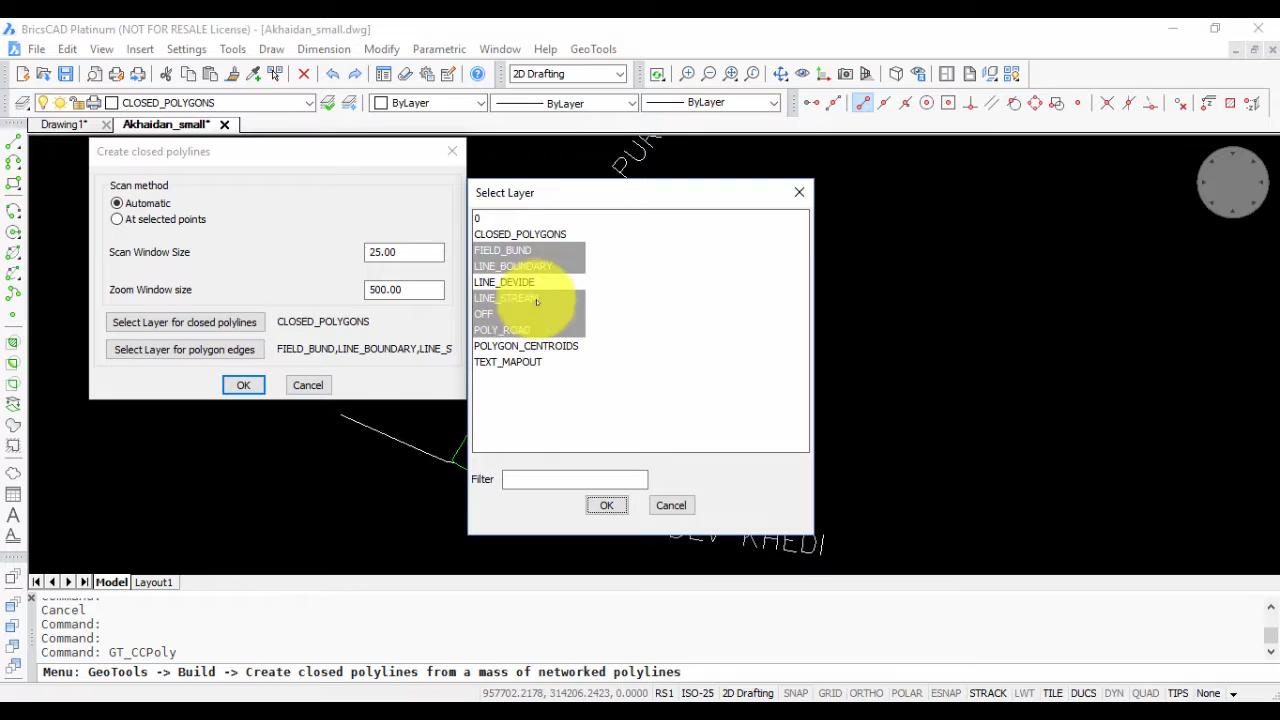 BricsCAD Platinum (NOT FOR RESALE License) - [Akhaidan_small.dwg]
File Edit View Insert Settings Tools Draw Dimension Modify Parametric Window Help GeoTools
2D Drafting
CLOSED_POLYGONS ByLayer ByLayer ByLayer
Drawing1* Akhaidan_small*
PUR
Create closed polylines
Scan method
Automatic
At selected points
Scan Window Size 25.00
Zoom Window size 500.00
Select Layer for closed polylines CLOSED_POLYGONS
Select Layer for polygon edges FIELD_BUND,LINE_BOUNDARY,LINE_S
OK Cancel
Select Layer
0
CLOSED_POLYGONS
FIELD_BUND
LINE_BOUNDARY
LINE_DEVIDE
LINE_STREAM
OFF
POLY_ROAD
POLYGON_CENTROIDS
TEXT_MAPOUT
Filter
OK Cancel
KHEDI
Model Layout1
Command:
Cancel
Command:
Command:
Command: GT_CCPoly
Menu: GeoTools -> Build -> Create closed polylines from a mass of networked polylines
957702.2178, 314206.2423, 0.0000 RS1 ISO-25 2D Drafting SNAP GRID ORTHO POLAR ESNAP STRACK LWT TILE DUCS DYN QUAD TIPS None